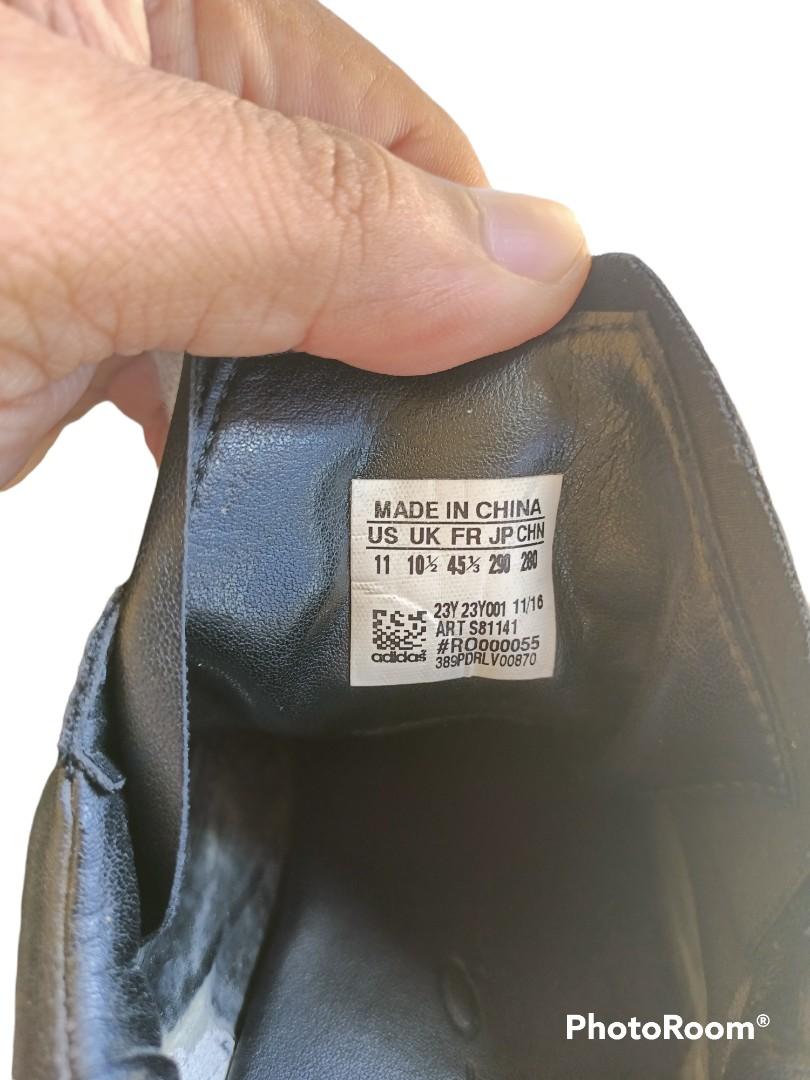 MADE IN CHINA
US UK FR JP CHN
11 10½ 45⅓ 290 280
23Y 23Y001 11/16
ART S81141
#RO000055
389PDRLV00870
adidas
PhotoRoom®